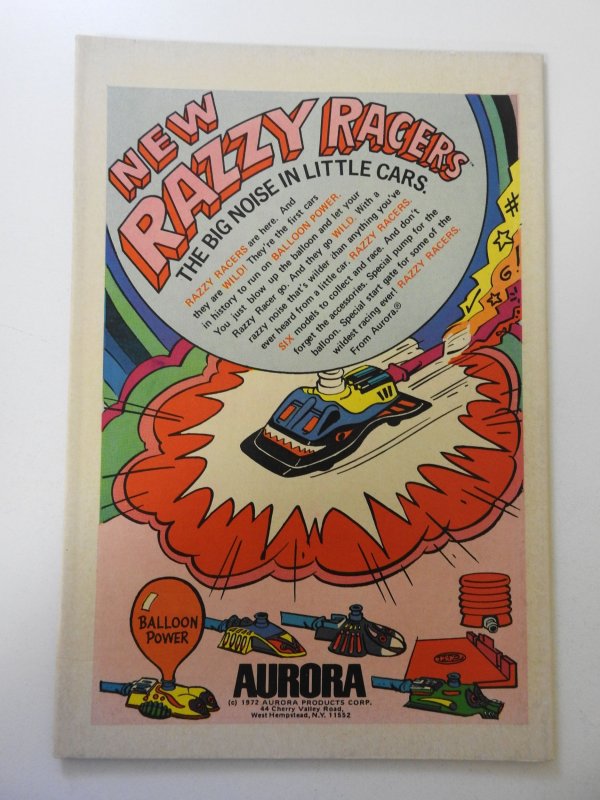 NEW
RAZZY RACERS™
THE BIG NOISE IN LITTLE CARS.
RAZZY RACERS are here. And
they are WILD! They're the first cars
in history to run on BALLOON POWER.
You just blow up the balloon and let your
Razzy Racer go. And they go WILD. With a
razzy noise that's wilder than anything you've
ever heard from a little car. RAZZY RACERS.
SIX models to collect and race. And don't
forget the accessories. Special pump for the
balloon. Special start gate for some of the
wildest racing ever. RAZZY RACERS.
From Aurora.®
#
G!
BALLOON
POWER
AURORA
(c) 1972 AURORA PRODUCTS CORP.
44 Cherry Valley Road,
West Hempstead, N.Y. 11552